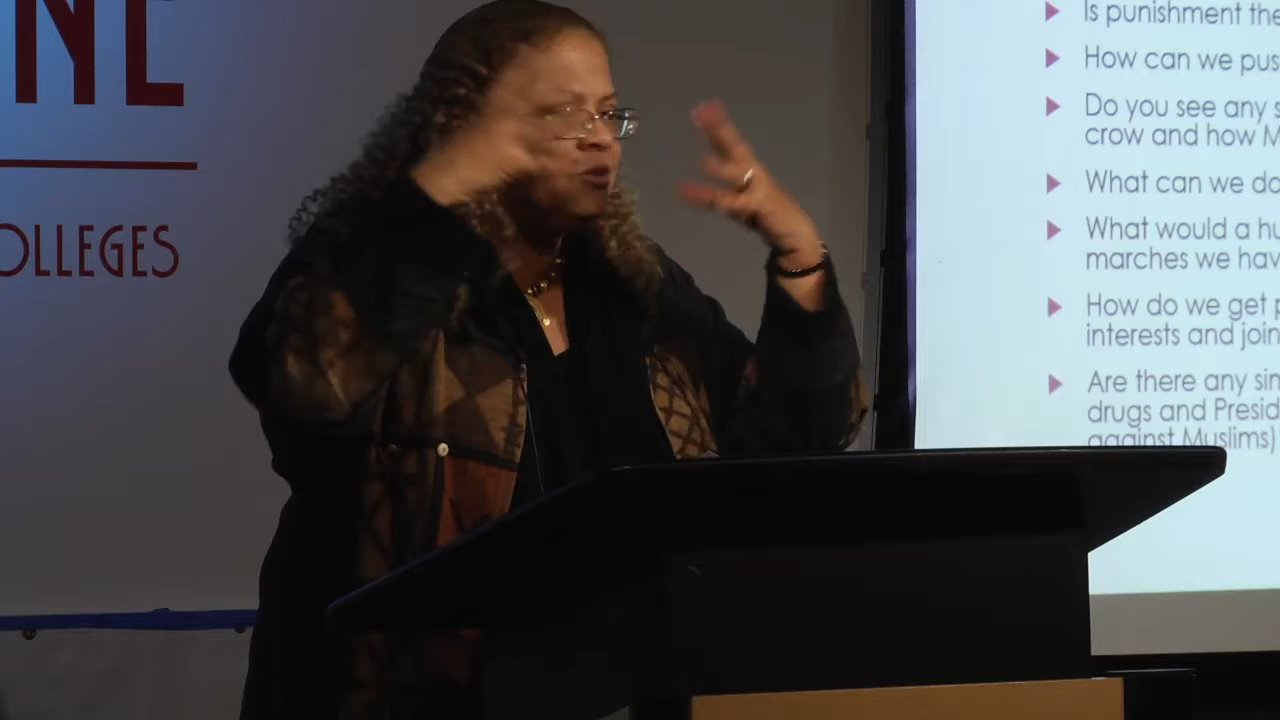 NE
OLLEGES
Is punishment the
How can we pus
Do you see any s
crow and how M
What can we do
What would a hu
marches we hav
How do we get p
interests and join
Are there any sim
drugs and Presid
against Muslims)